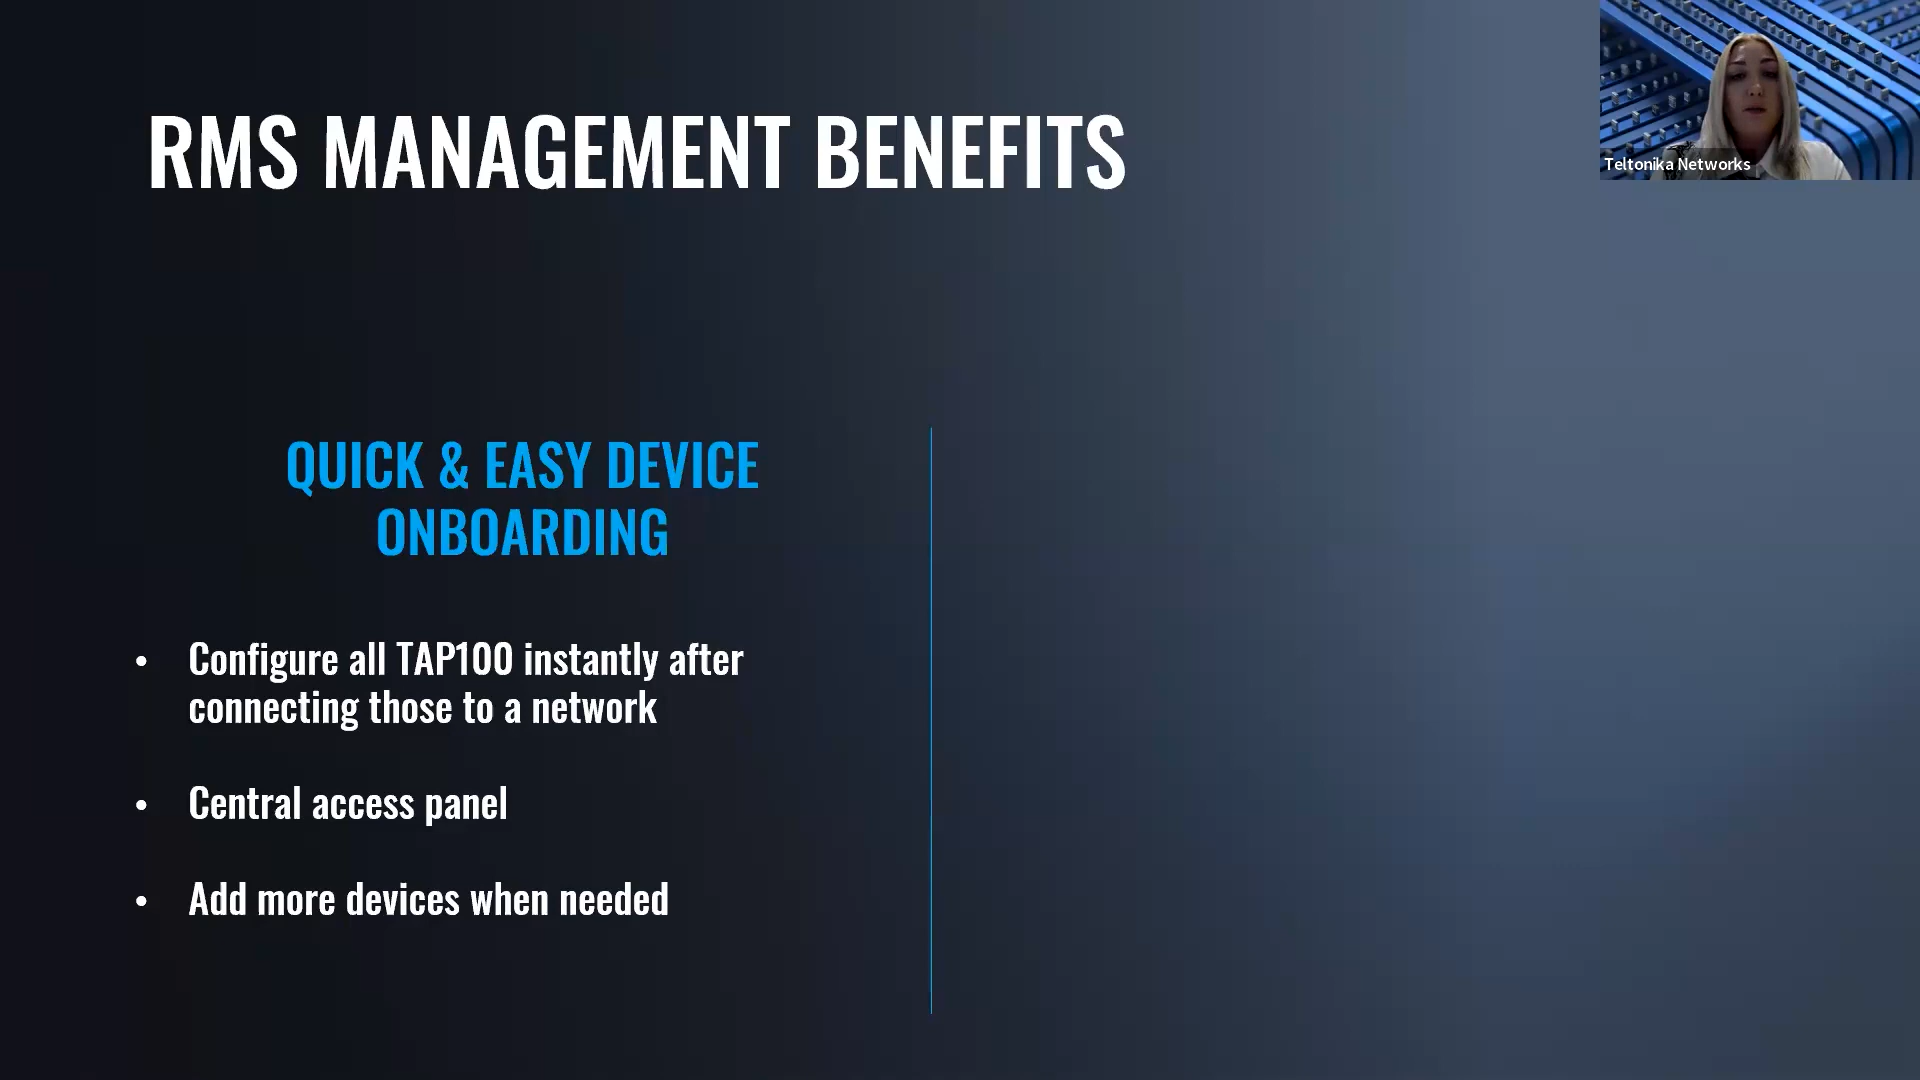 RMS MANAGEMENT BENEFITS
Teltonika Networks
QUICK & EASY DEVICE
ONBOARDING
• Configure all TAP100 instantly after
connecting those to a network
• Central access panel
• Add more devices when needed